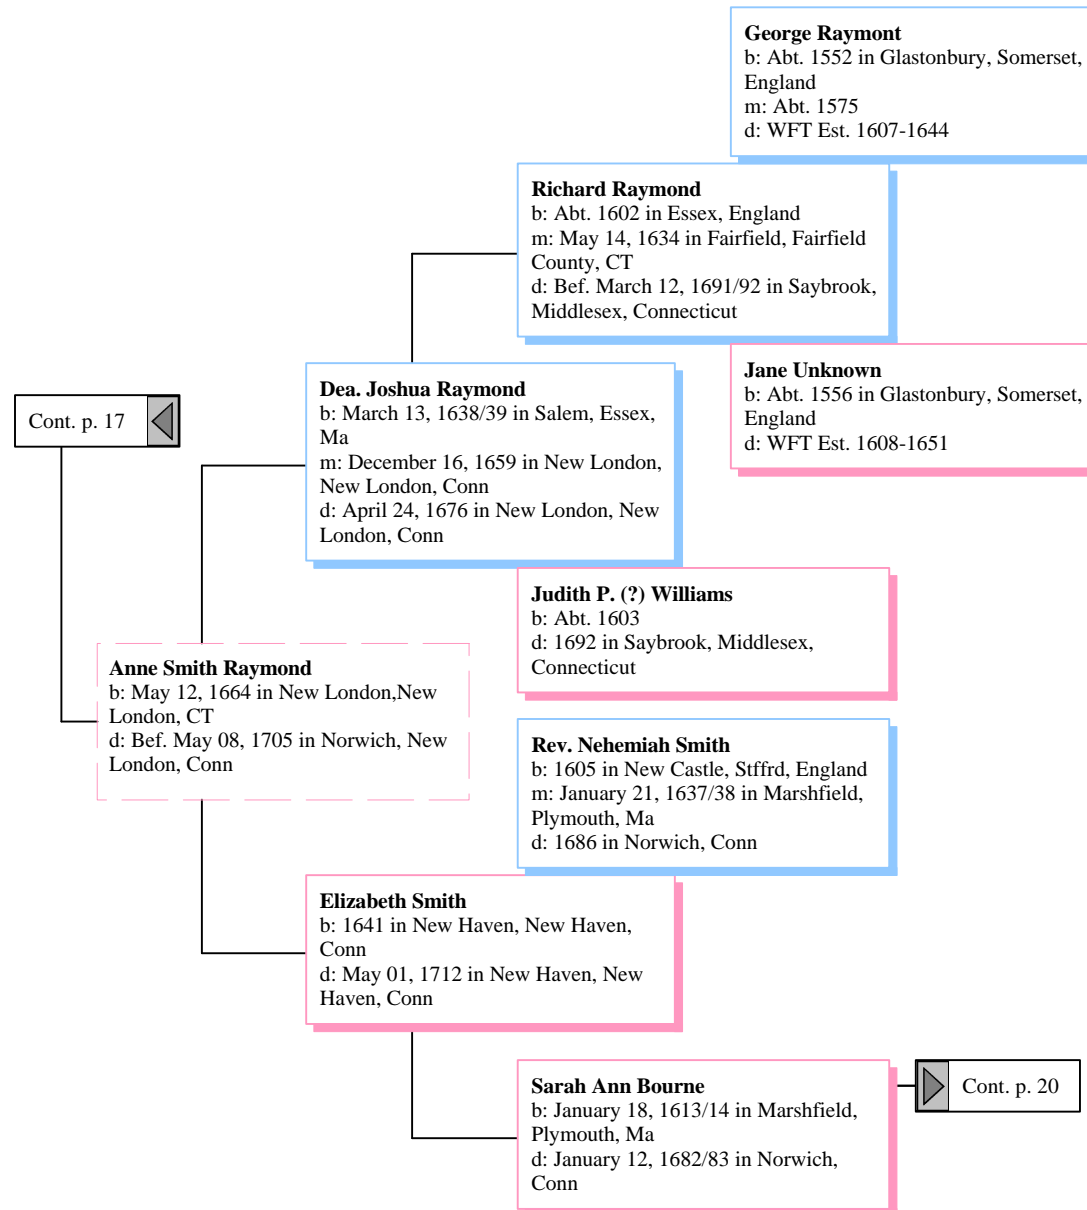 George Raymont
b: Abt. 1552 in Glastonbury, Somerset,
England
m: Abt. 1575
d: WFT Est. 1607-1644
Richard Raymond
b: Abt. 1602 in Essex, England
m: May 14, 1634 in Fairfield, Fairfield
County, CT
d: Bef. March 12, 1691/92 in Saybrook,
Middlesex, Connecticut
Jane Unknown
b: Abt. 1556 in Glastonbury, Somerset,
England
d: WFT Est. 1608-1651
Dea. Joshua Raymond
b: March 13, 1638/39 in Salem, Essex,
Ma
m: December 16, 1659 in New London,
New London, Conn
d: April 24, 1676 in New London, New
London, Conn
Cont. p. 17
Judith P. (?) Williams
b: Abt. 1603
d: 1692 in Saybrook, Middlesex,
Connecticut
Anne Smith Raymond
b: May 12, 1664 in New London,New
London, CT
d: Bef. May 08, 1705 in Norwich, New
London, Conn
Rev. Nehemiah Smith
b: 1605 in New Castle, Stffrd, England
m: January 21, 1637/38 in Marshfield,
Plymouth, Ma
d: 1686 in Norwich, Conn
Elizabeth Smith
b: 1641 in New Haven, New Haven,
Conn
d: May 01, 1712 in New Haven, New
Haven, Conn
Sarah Ann Bourne
b: January 18, 1613/14 in Marshfield,
Plymouth, Ma
d: January 12, 1682/83 in Norwich,
Conn
Cont. p. 20